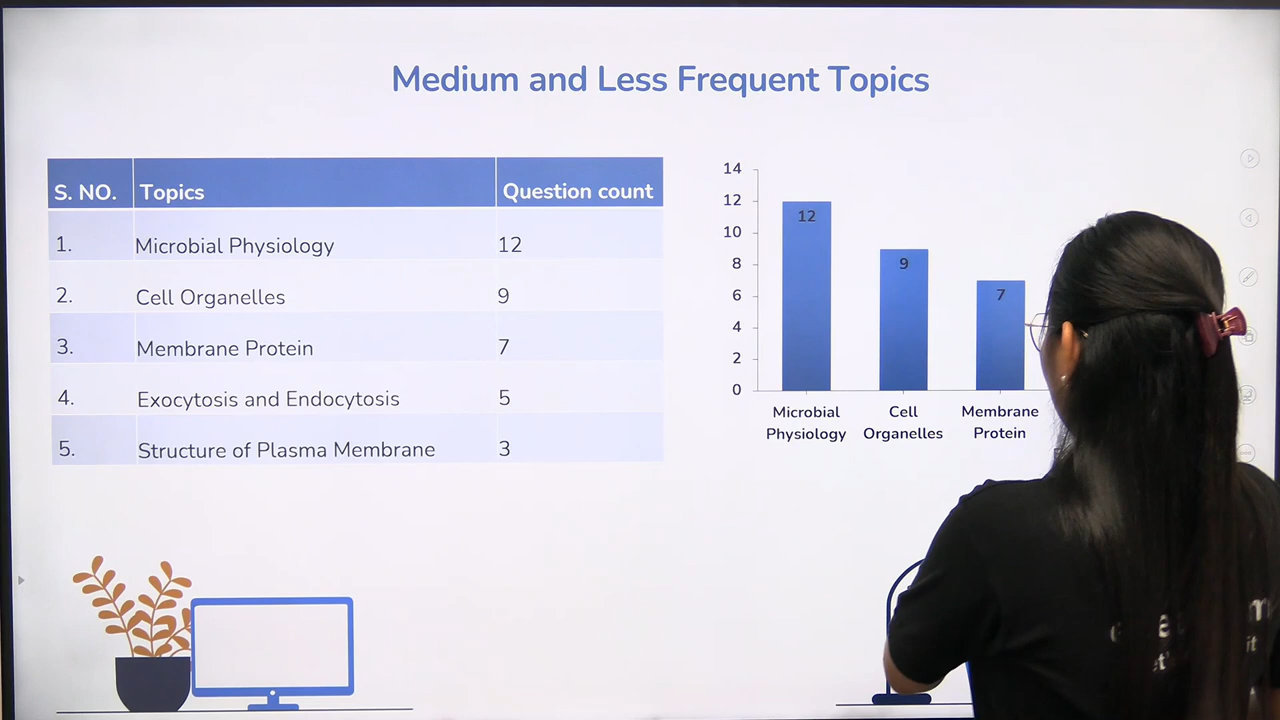 Medium and Less Frequent Topics
S. NO. Topics Question count
1. Microbial Physiology 12
2. Cell Organelles 9
3. Membrane Protein 7
4. Exocytosis and Endocytosis 5
5. Structure of Plasma Membrane 3
14
12
10
8
6
4
2
0
12
9
7
Microbial Physiology
Cell Organelles
Membrane Protein